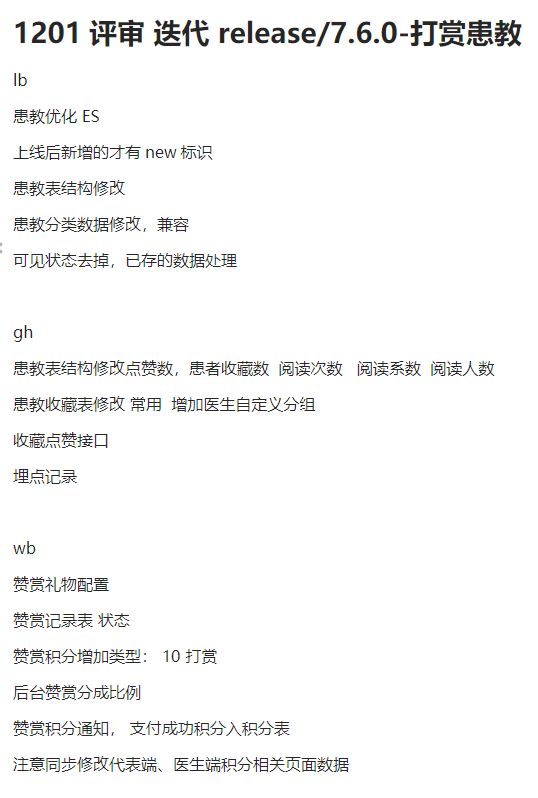 1201 评审 迭代 release/7.6.0-打赏患教
lb
患教优化 ES
上线后新增的才有 new 标识
患教表结构修改
患教分类数据修改，兼容
可见状态去掉，已存的数据处理
gh
患教表结构修改点赞数，患者收藏数 阅读次数 阅读系数 阅读人数
患教收藏表修改 常用 增加医生自定义分组
收藏点赞接口
埋点记录
wb
赞赏礼物配置
赞赏记录表 状态
赞赏积分增加类型： 10 打赏
后台赞赏分成比例
赞赏积分通知， 支付成功积分入积分表
注意同步修改代表端、医生端积分相关页面数据